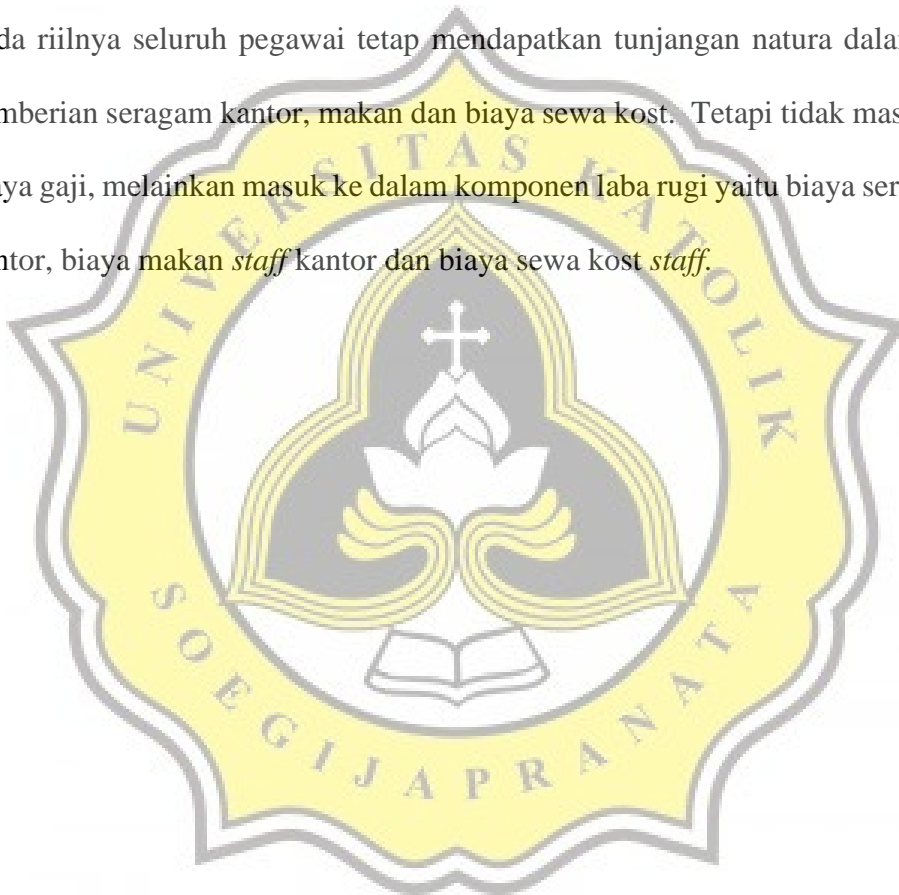 da riilnya seluruh pegawai tetap mendapatkan tunjangan natura dala
mberian seragam kantor, makan dan biaya sewa kost. Tetapi tidak mas
ya gaji, melainkan masuk ke dalam komponen laba rugi yaitu biaya ser
ntor, biaya makan staff kantor dan biaya sewa kost staff.
UNIVERSITAS KATOLIK
SOEGIJAPRANATA